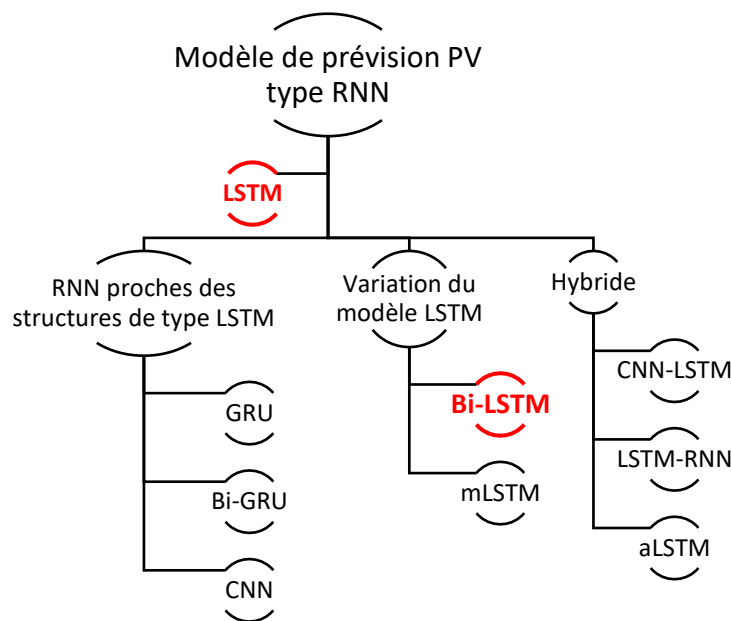 Modèle de prévision PV
type RNN
LSTM
RNN proches des
structures de type LSTM
GRU
Bi-GRU
CNN
Variation du
modèle LSTM
Bi-LSTM
mLSTM
Hybride
CNN-LSTM
LSTM-RNN
aLSTM